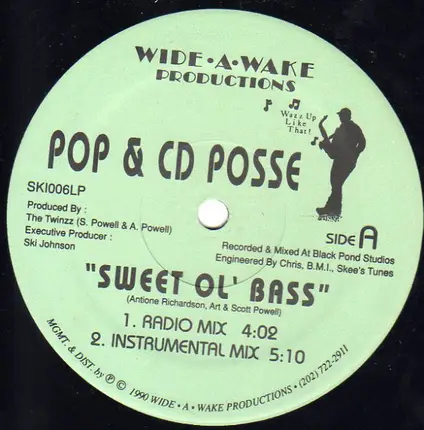 WIDE•A•WAKE
PRODUCTIONS
Wazz Up
Like
That!
POP & CD POSSE
SKI006LP
Produced By :
The Twinzz (S. Powell & A. Powell)
Executive Producer :
Ski Johnson
SIDE A
Recorded & Mixed At Black Pond Studios
Engineered By Chris, B.M.I., Skee's Tunes
"SWEET OL' BASS"
(Antione Richardson, Art & Scott Powell)
1. RADIO MIX 4:02
2. INSTRUMENTAL MIX 5:10
MGMT. & DIST. by ℗ © 1990 WIDE • A • WAKE PRODUCTIONS • (202) 722-2911